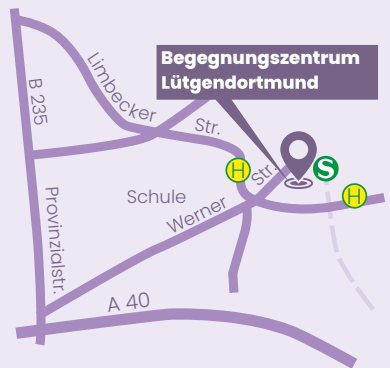 Begegnungszentrum
Lütgendortmund
B 235
Limbecker
Str.
H
Str.
S
H
Schule
Werner
Provinzialstr.
A 40